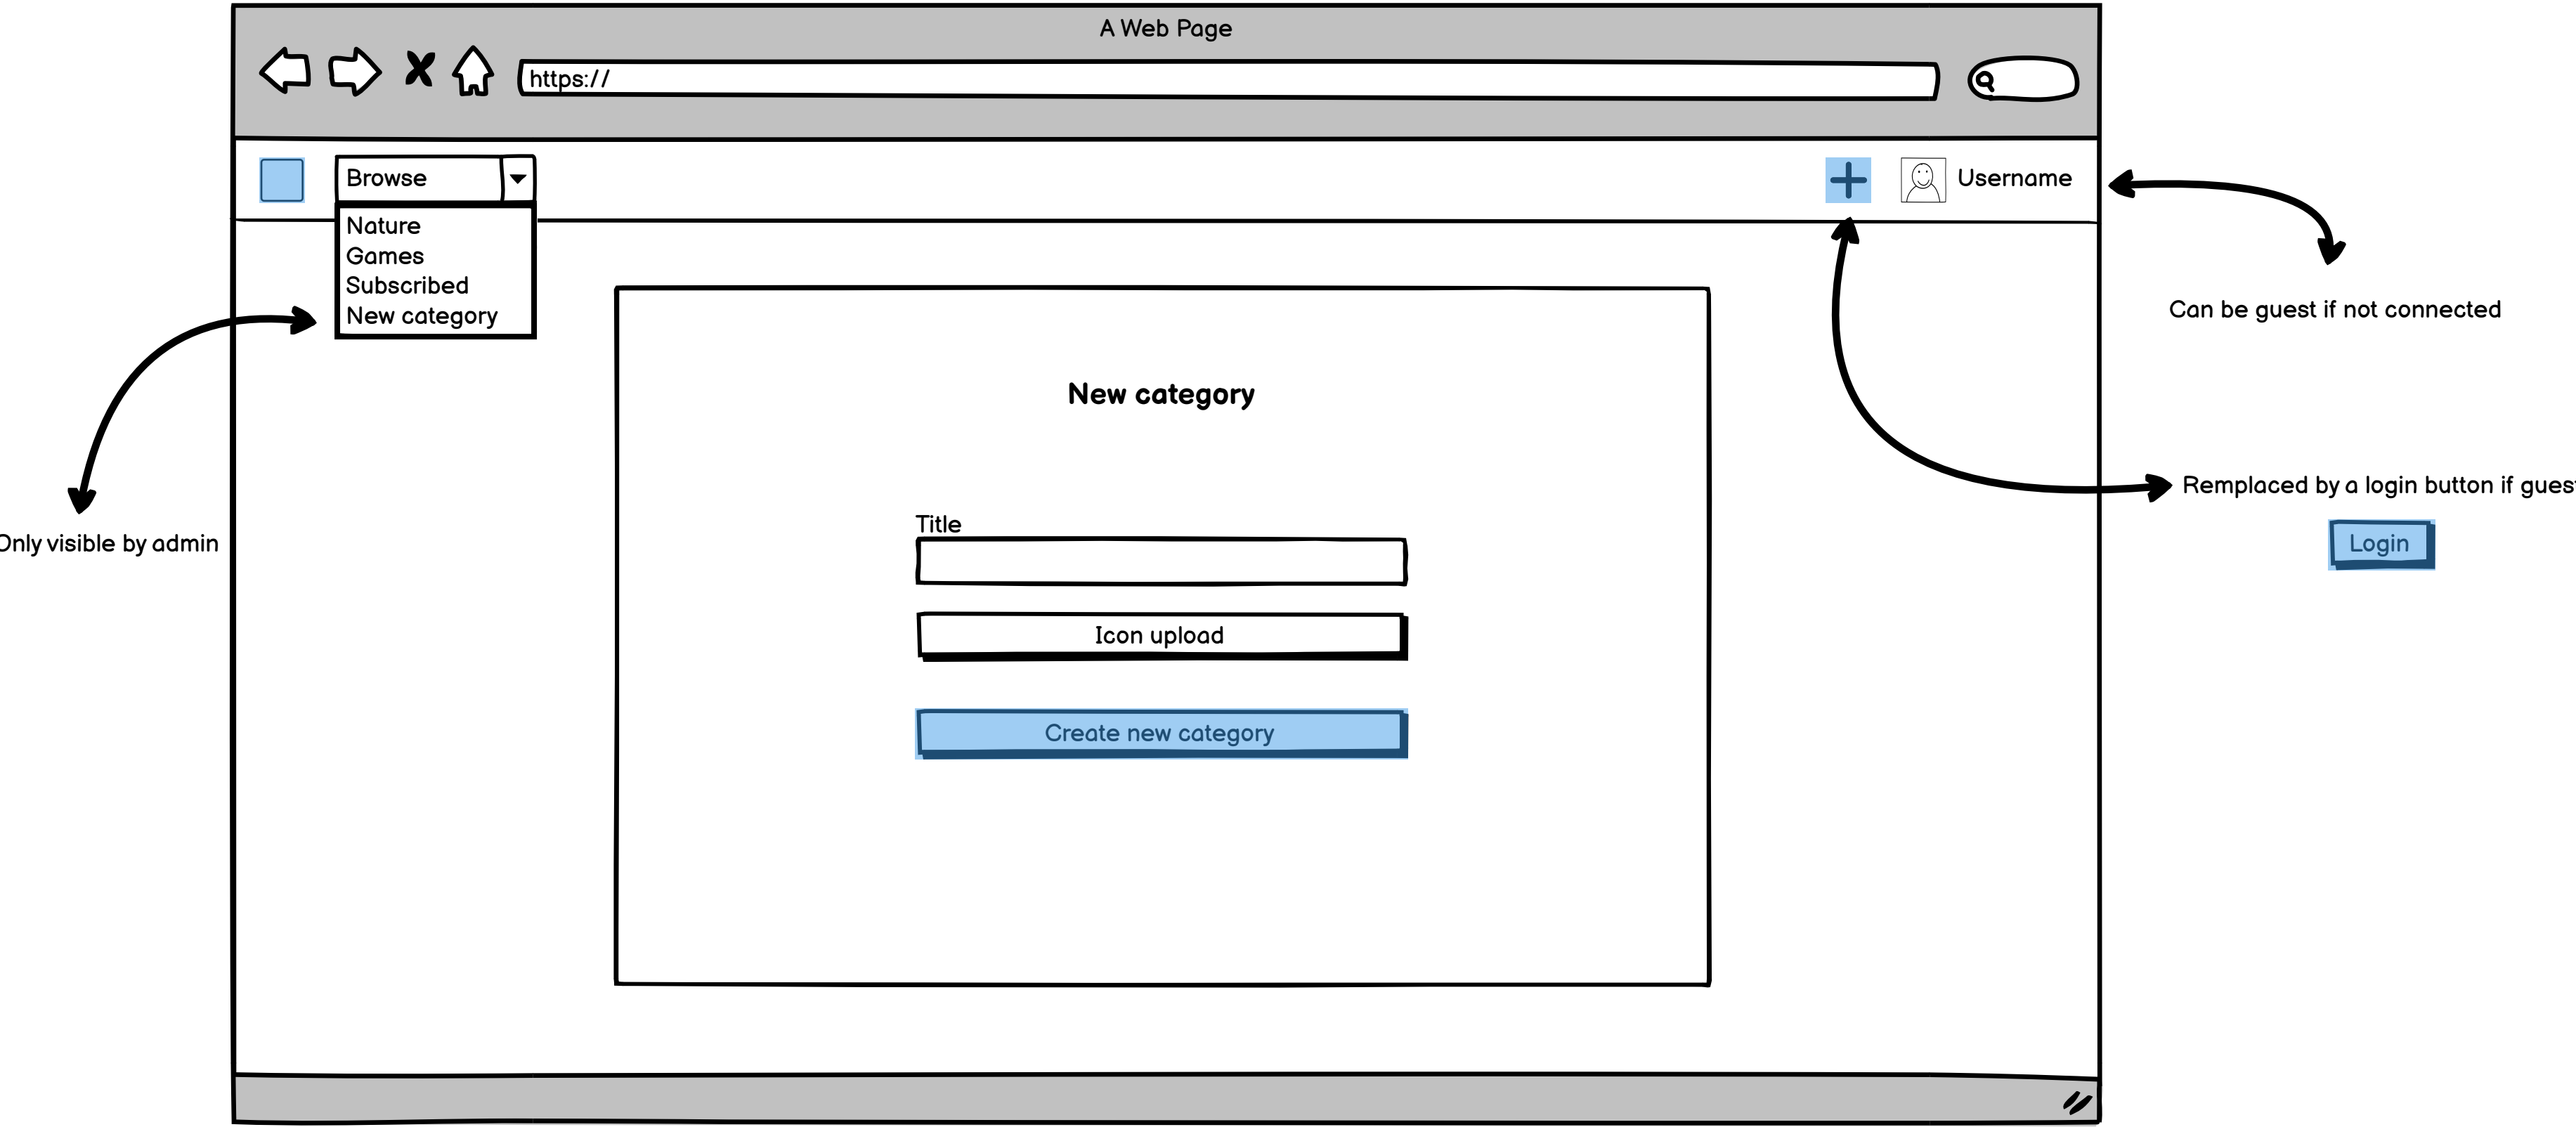 A Web Page
https://
Browse
Username
Nature
Games
Subscribed
New category
Can be guest if not connected
New category
Remplaced by a login button if guest
Title
Only visible by admin
Login
Icon upload
Create new category